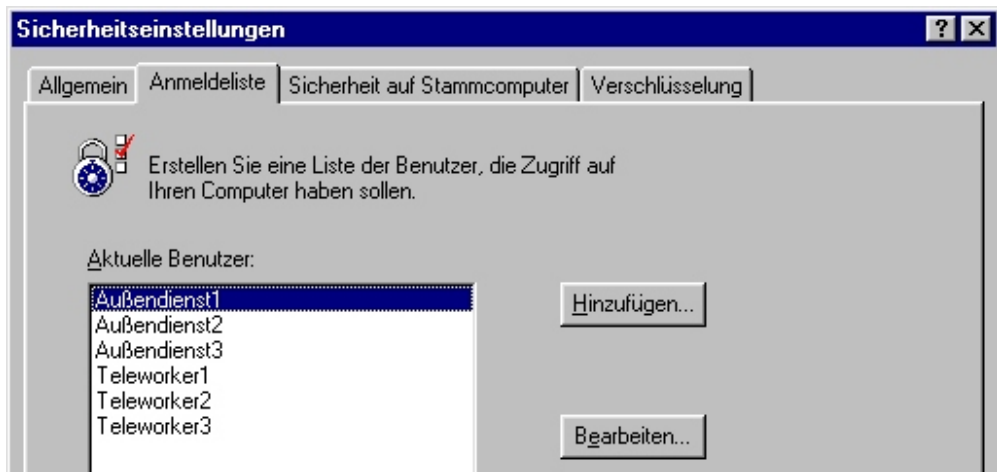 Sicherheitseinstellungen
Allgemein Anmeldeliste Sicherheit auf Stammcomputer Verschlüsselung
Erstellen Sie eine Liste der Benutzer, die Zugriff auf
Ihren Computer haben sollen.
Aktuelle Benutzer:
Außendienst1
Außendienst2
Außendienst3
Teleworker1
Teleworker2
Teleworker3
Hinzufügen...
Bearbeiten...